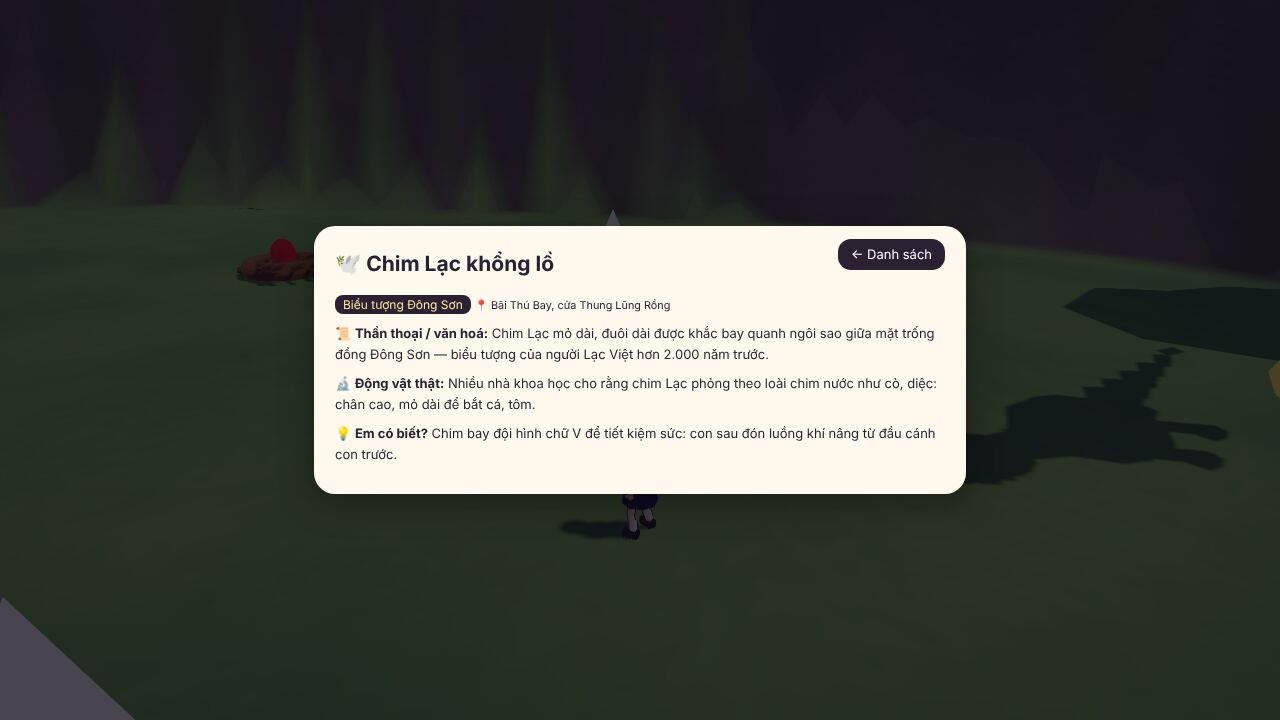 🕊️ Chim Lạc khổng lồ
← Danh sách
Biểu tượng Đông Sơn 📍 Bãi Thú Bay, cửa Thung Lũng Rồng
📜 Thần thoại / văn hoá: Chim Lạc mỏ dài, đuôi dài được khắc bay quanh ngôi sao giữa mặt trống
đồng Đông Sơn — biểu tượng của người Lạc Việt hơn 2.000 năm trước.
🔬 Động vật thật: Nhiều nhà khoa học cho rằng chim Lạc phỏng theo loài chim nước như cò, diệc:
chân cao, mỏ dài để bắt cá, tôm.
💡 Em có biết? Chim bay đội hình chữ V để tiết kiệm sức: con sau đón luồng khí nâng từ đầu cánh
con trước.